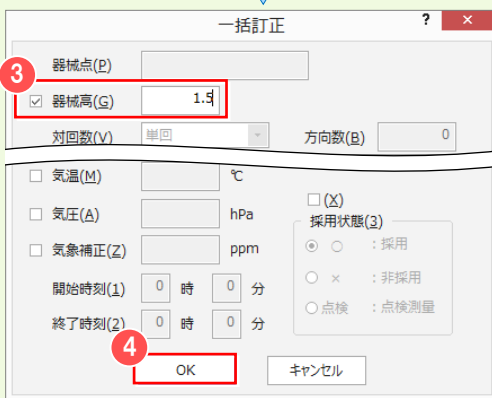 一括訂正 ? ×
器械点(P)
3
器械高(G) 1.5
対回数(V) 単回 方向数(B) 0
気温(M) ℃
気圧(A) hPa
気象補正(Z) ppm
開始時刻(1) 0 時 0 分
終了時刻(2) 0 時 0 分
(X)
採用状態(3)
○ :採用
× :非採用
点検 :点検測量
4
OK キャンセル